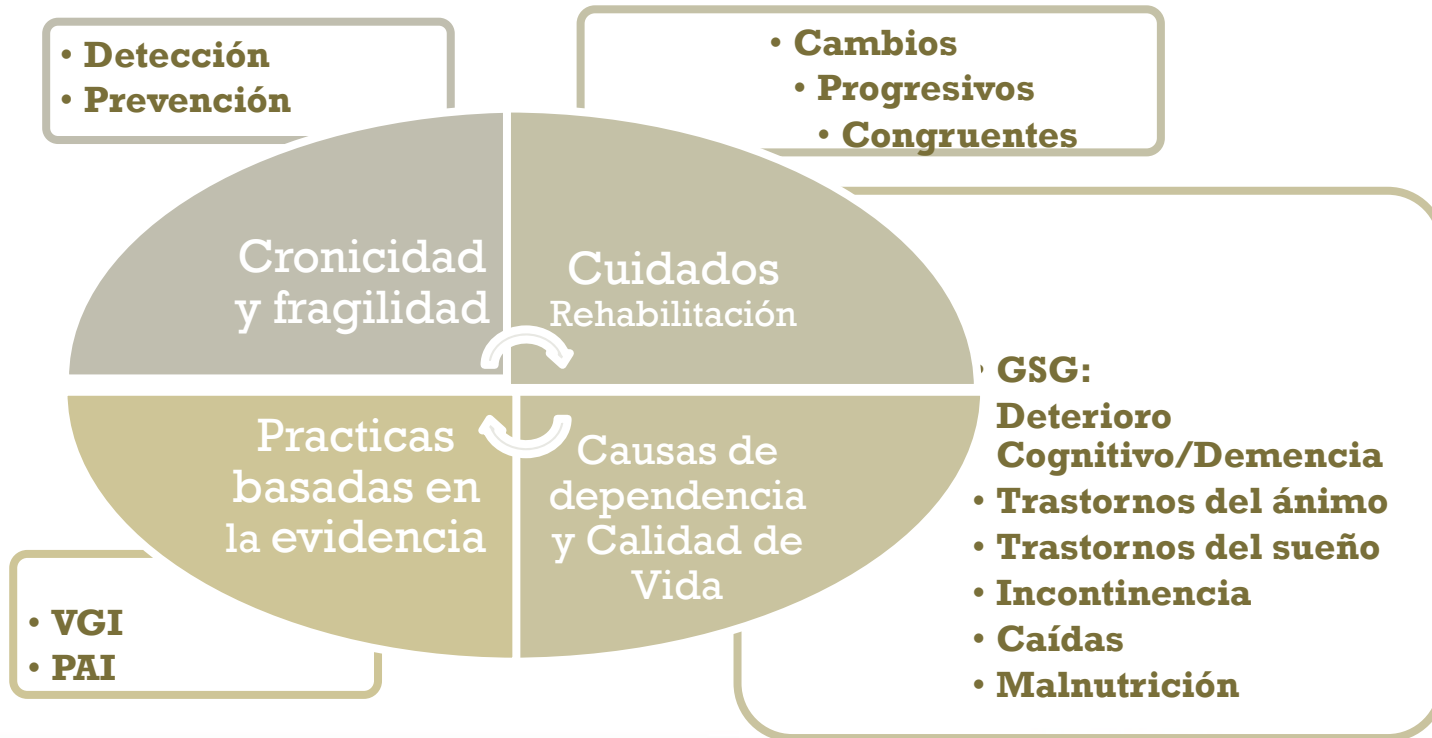 • Detección
• Prevención
• Cambios
• Progresivos
• Congruentes
Cronicidad
y fragilidad
Cuidados
Rehabilitación
Practicas
basadas en
la evidencia
Causas de
dependencia
y Calidad de
Vida
• VGI
• PAI
• GSG:
Deterioro
Cognitivo/Demencia
• Trastornos del ánimo
• Trastornos del sueño
• Incontinencia
• Caídas
• Malnutrición